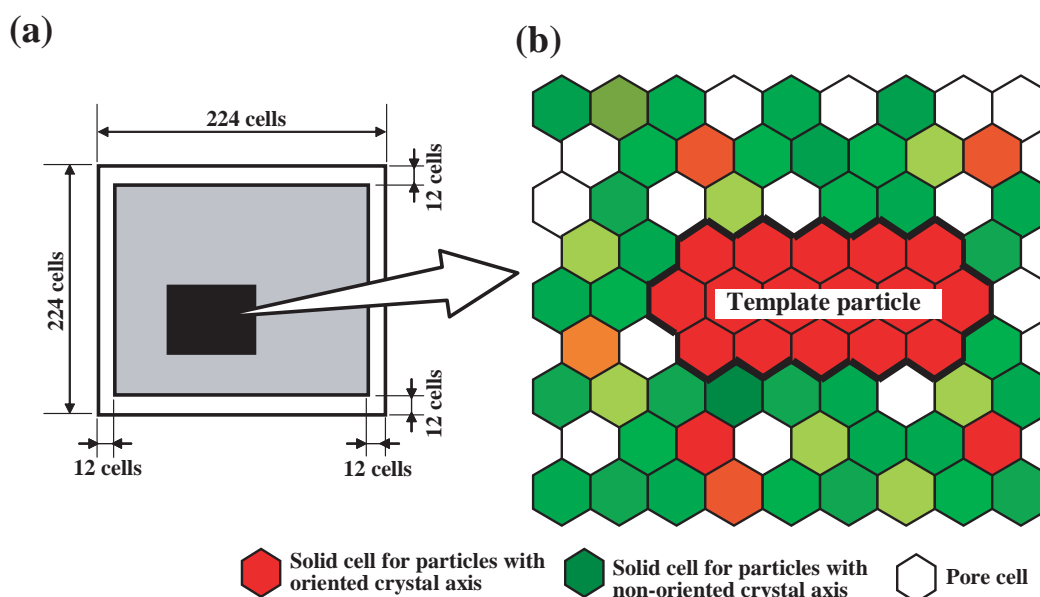 (a)
(b)
224 cells
12 cells
224 cells
Template particle
12 cells
12 cells
12 cells
Solid cell for particles with
oriented crystal axis
Solid cell for particles with
non-oriented crystal axis
Pore cell